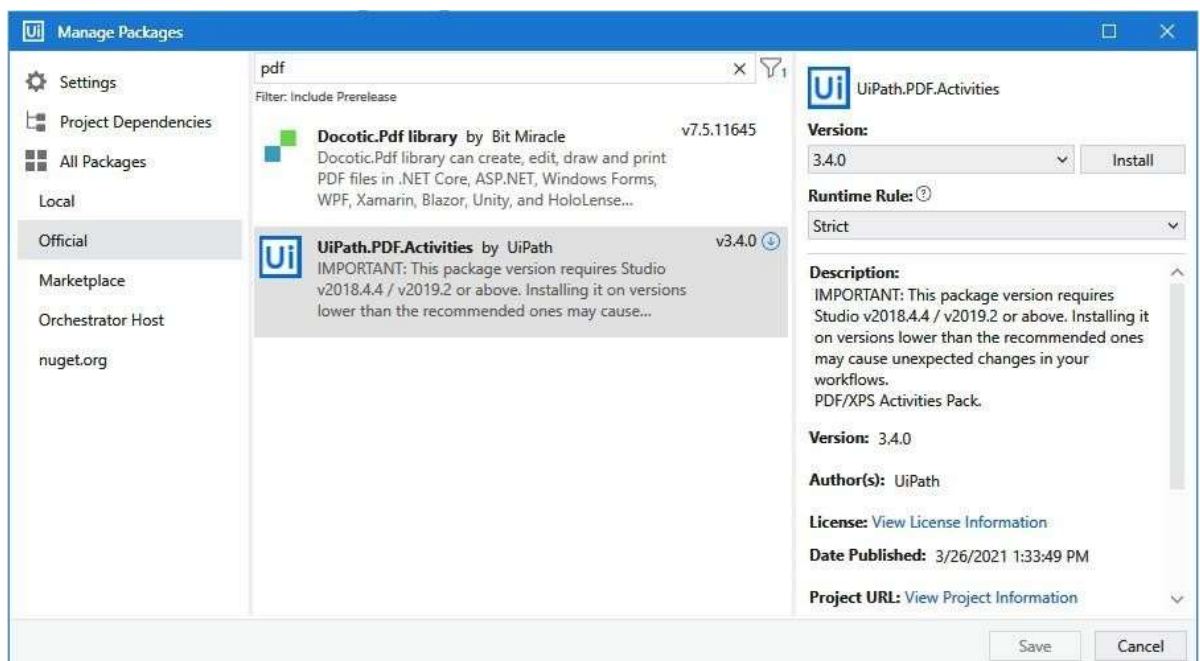 Ui Manage Packages
Settings
Project Dependencies
All Packages
Local
Official
Marketplace
Orchestrator Host
nuget.org
pdf
1
Filter: Include Prerelease
Docotic.Pdf library by Bit Miracle v7.5.11645
Docotic.Pdf library can create, edit, draw and print
PDF files in .NET Core, ASP.NET, Windows Forms,
WPF, Xamarin, Blazor, Unity, and HoloLense...
Ui UiPath.PDF.Activities by UiPath v3.4.0
IMPORTANT: This package version requires Studio
v2018.4.4 / v2019.2 or above. Installing it on versions
lower than the recommended ones may cause...
Ui UiPath.PDF.Activities
Version:
3.4.0 Install
Runtime Rule: ?
Strict
Description:
IMPORTANT: This package version requires
Studio v2018.4.4 / v2019.2 or above. Installing it
on versions lower than the recommended ones
may cause unexpected changes in your
workflows.
PDF/XPS Activities Pack.
Version: 3.4.0
Author(s): UiPath
License: View License Information
Date Published: 3/26/2021 1:33:49 PM
Project URL: View Project Information
Save Cancel